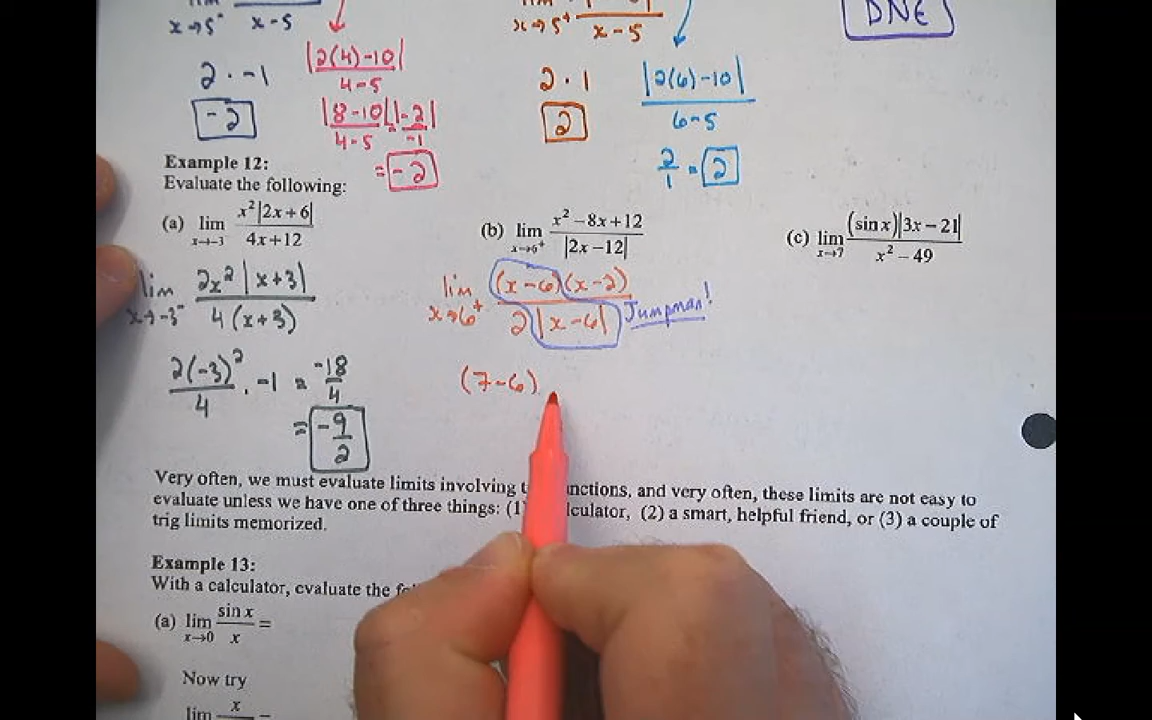 x→5⁻ x-5
x→5⁺ x-5
DNE
2 · -1
-2
|2(4)-10|
4-5
|8-10| = |-2|
4-5 -1
= -2
2 · 1
2
|2(6)-10|
6-5
2/1 = 2
Example 12:
Evaluate the following:
(a) lim x→-3⁻ x²|2x+6| / 4x+12
(b) lim x→6⁺ x²-8x+12 / |2x-12|
(c) lim x→7 (sin x)|3x-21| / x²-49
lim x→-3⁻ 2x²|x+3| / 4(x+3)
2(-3)² / 4 · -1 = -18/4
= -9/2
lim x→6⁺ (x-6)(x-2) / 2|x-6|
Jumpman!
(7-6)
Very often, we must evaluate limits involving nctions, and very often, these limits are not easy to
evaluate unless we have one of three things: (1) lculator, (2) a smart, helpful friend, or (3) a couple of
trig limits memorized.
Example 13:
With a calculator, evaluate the
(a) lim x→0 sin x / x =
Now try
lim x =